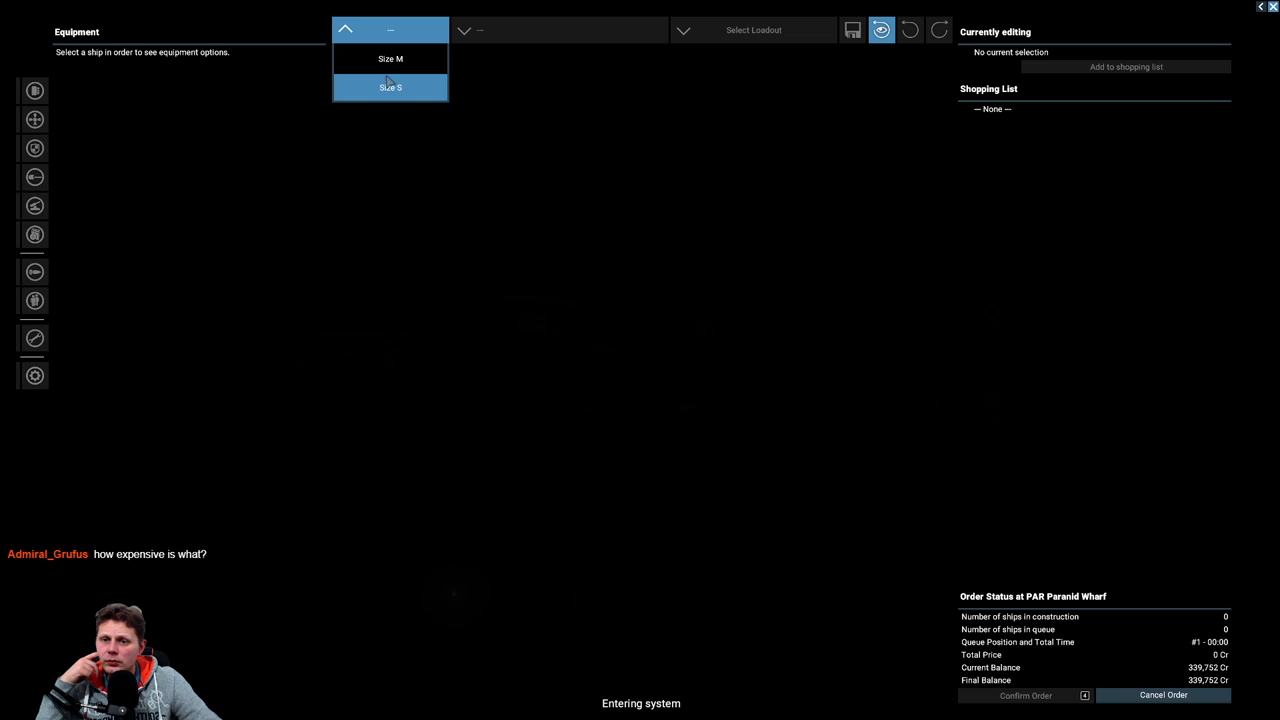 Equipment
Select a ship in order to see equipment options.
—
Size M
Size S
—
Select Loadout
Currently editing
No current selection
Add to shopping list
Shopping List
— None —
Admiral_Grufus how expensive is what?
Order Status at PAR Paranid Wharf
Number of ships in construction 0
Number of ships in queue 0
Queue Position and Total Time #1 - 00:00
Total Price 0 Cr
Current Balance 339,752 Cr
Final Balance 339,752 Cr
Confirm Order 4
Cancel Order
Entering system